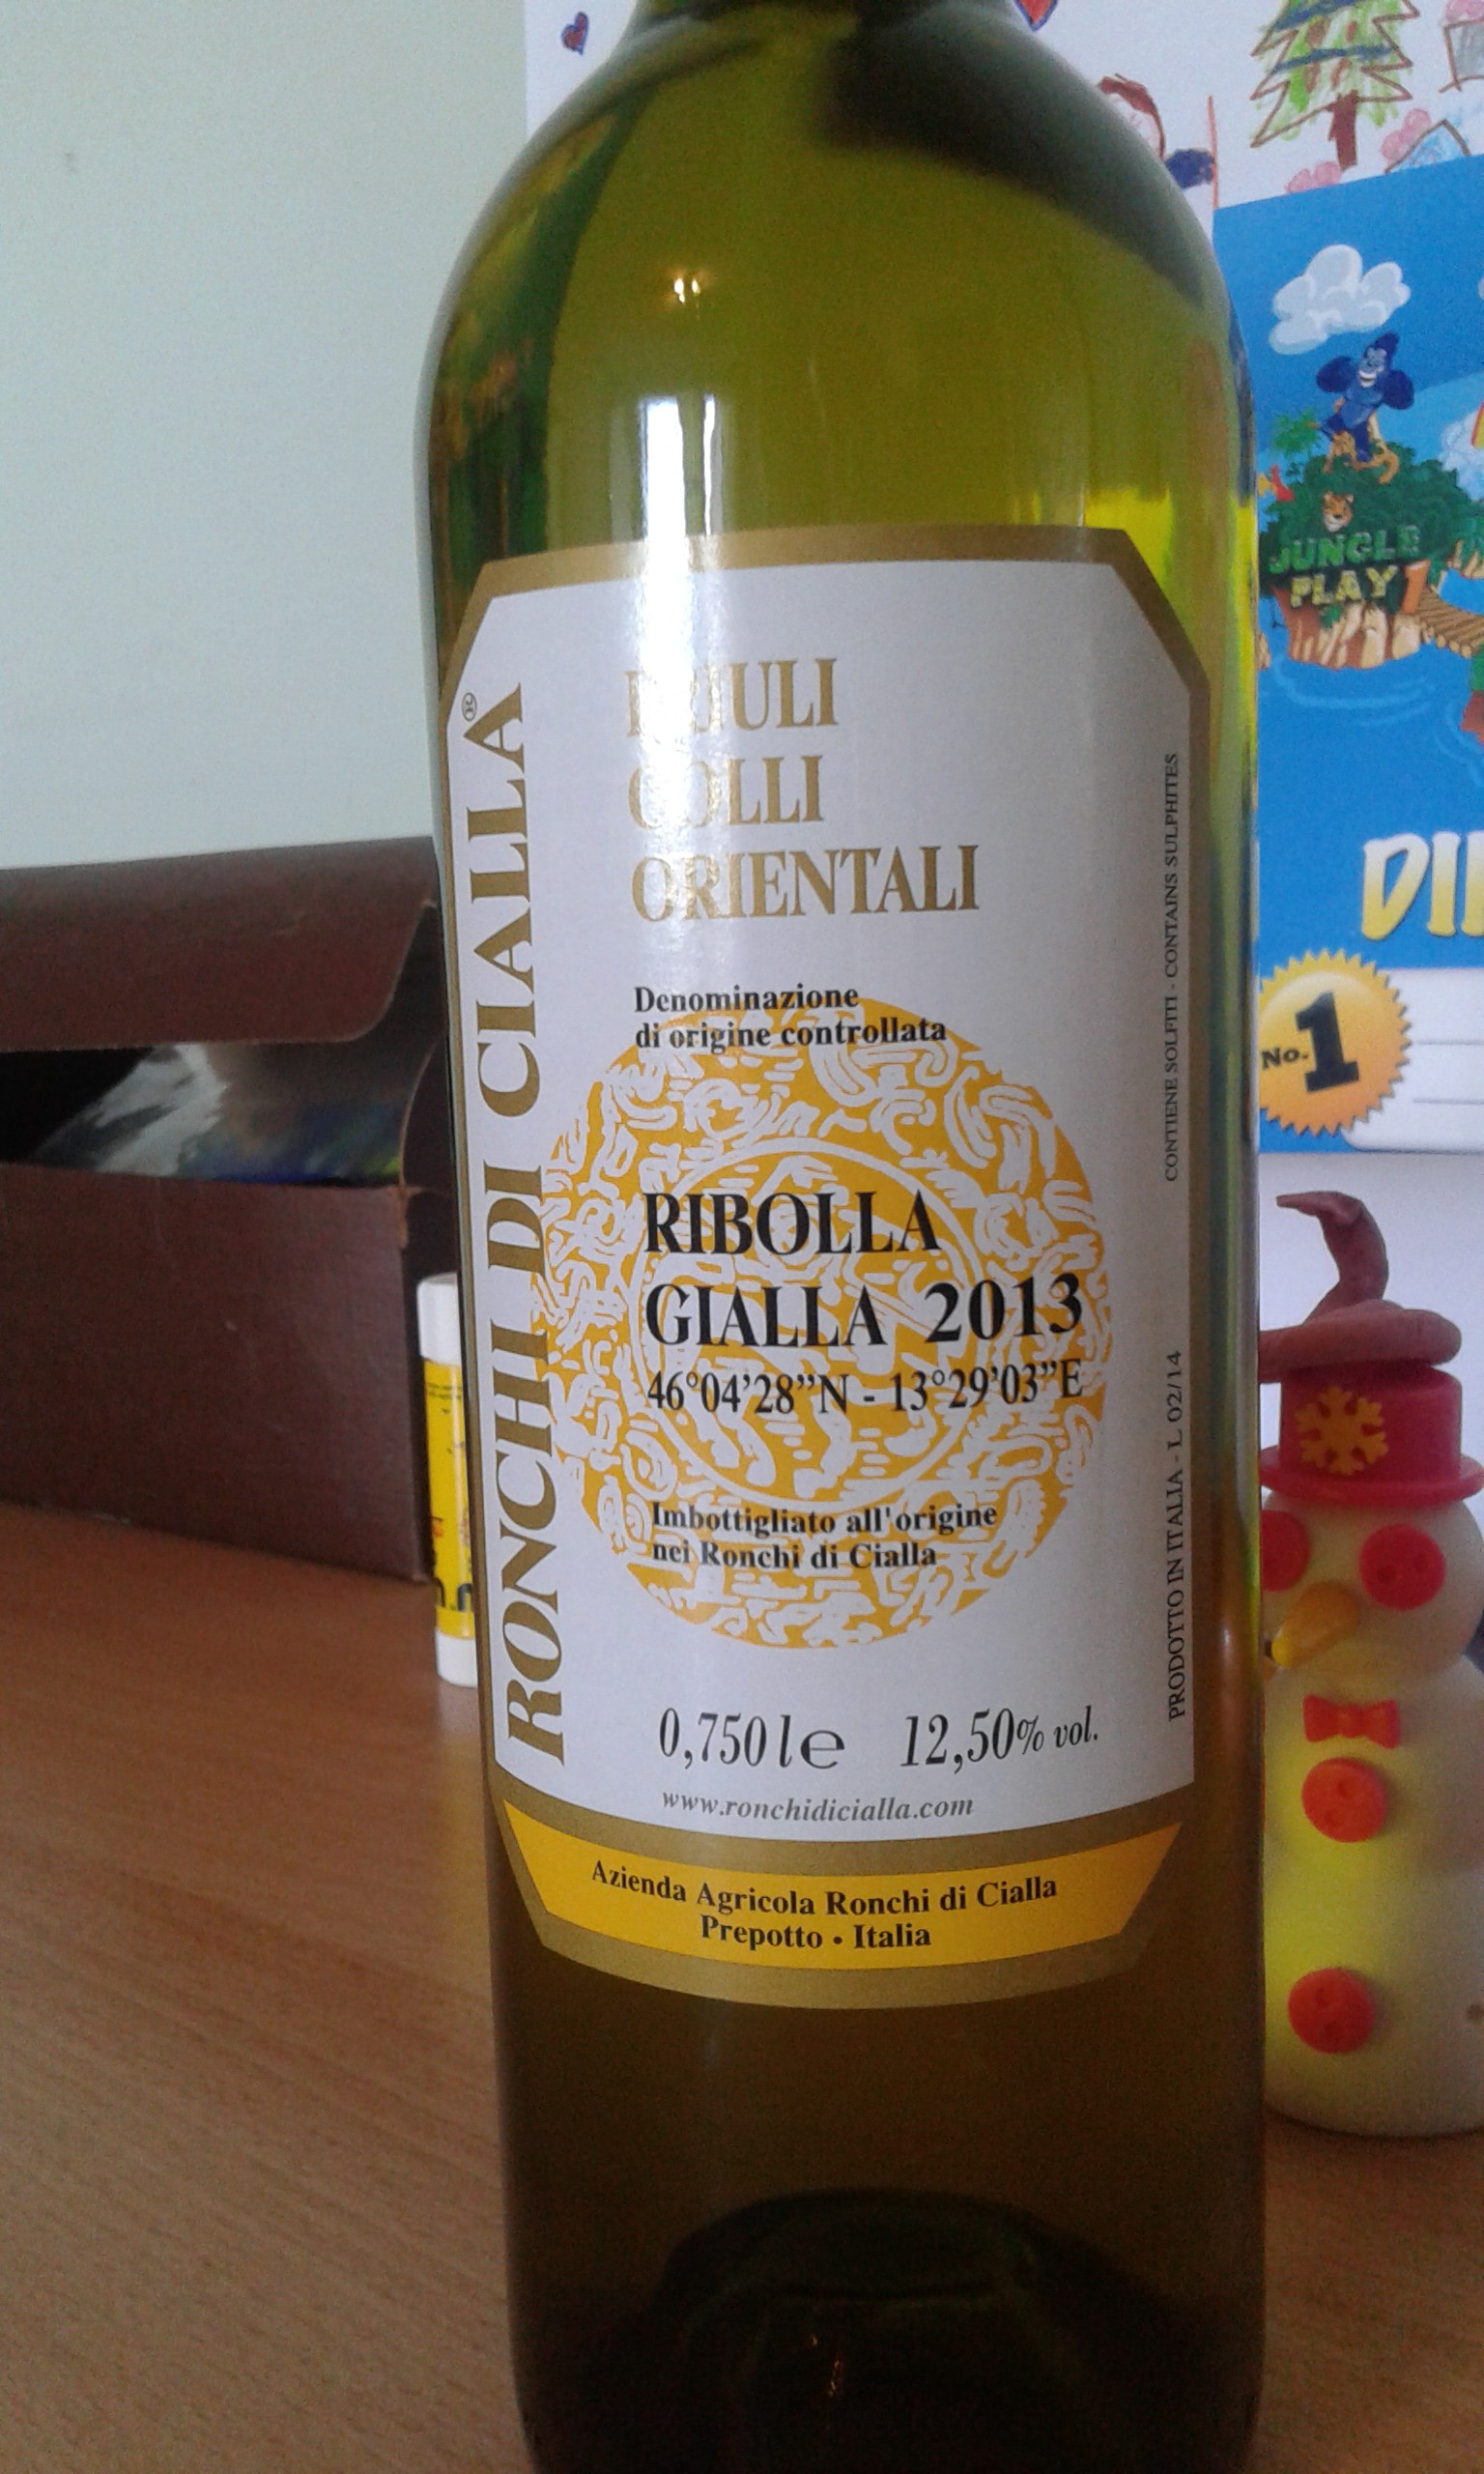 RONCHI DI CIALLA®
FRIULI
COLLI
ORIENTALI
Denominazione
di origine controllata
RIBOLLA
GIALLA 2013
46°04'28”N - 13°29'03”E
Imbottigliato all'origine
nei Ronchi di Cialla
0,750 l e 12,50% vol.
www.ronchidicialla.com
Azienda Agricola Ronchi di Cialla
Prepotto • Italia
CONTIENE SOLFITI - CONTAINS SULPHITES
PRODOTTO IN ITALIA - L 02/14
JUNGLE
PLAY
No. 1